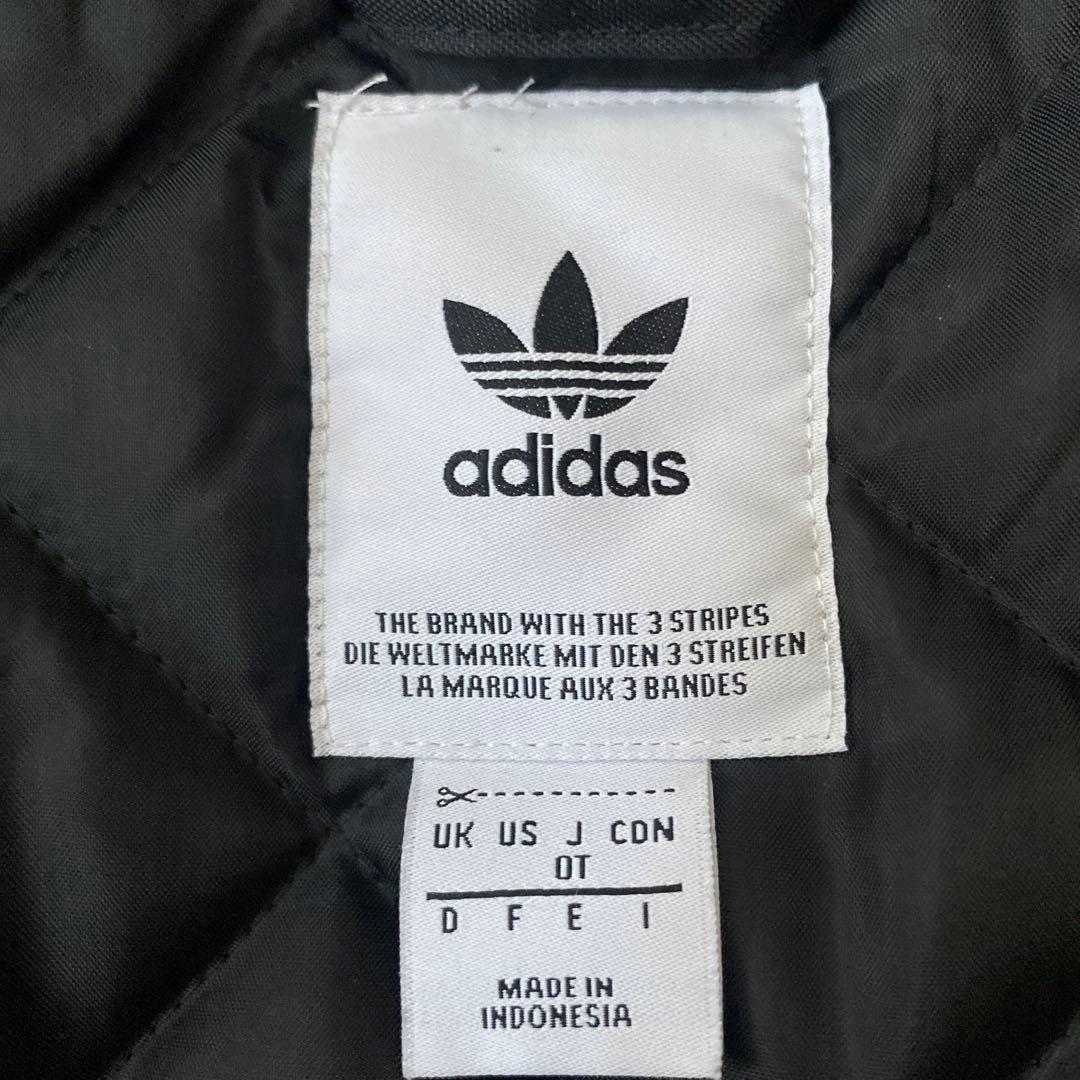 adidas
THE BRAND WITH THE 3 STRIPES
DIE WELTMARKE MIT DEN 3 STREIFEN
LA MARQUE AUX 3 BANDES
UK US J CDN
OT
D F E I
MADE IN
INDONESIA